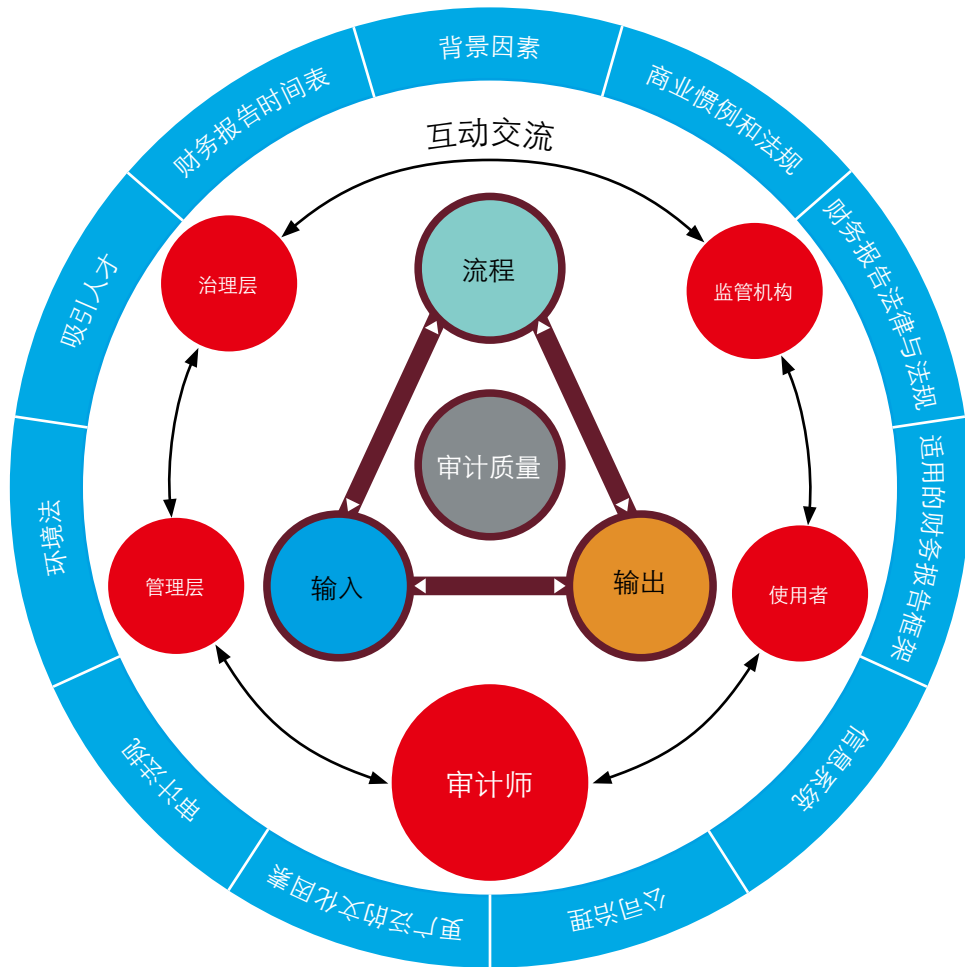 背景因素
商业惯例和法规
财务报告法律与法规
适用的财务报告框架
信息系统
公司治理
更广泛的文化因素
审计法规
环境法
吸引人才
财务报告时间表
互动交流
治理层
监管机构
管理层
使用者
审计师
流程
审计质量
输入
输出